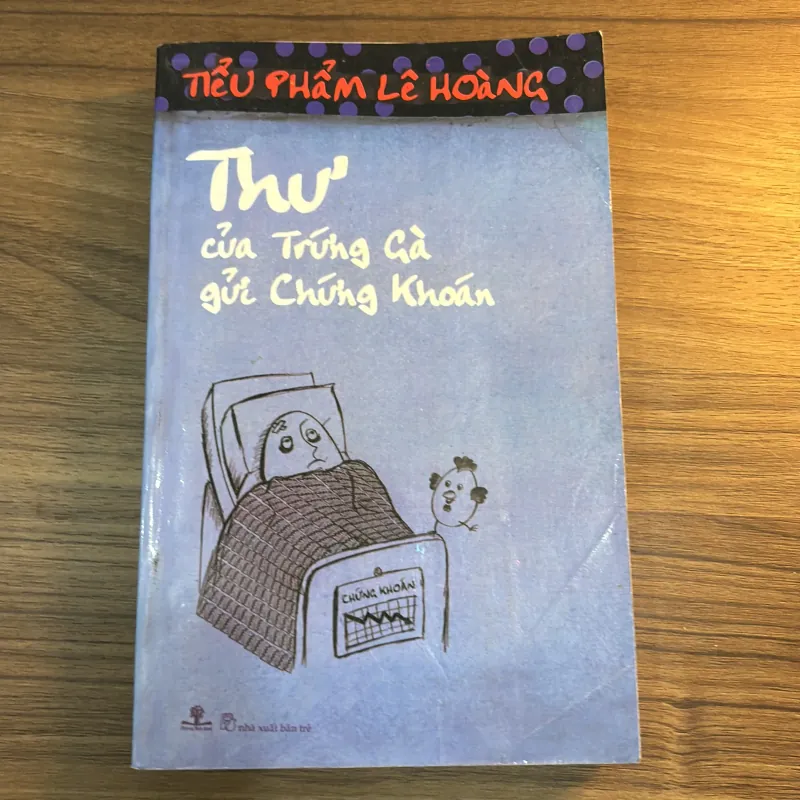 TIỂU PHẨM LÊ HOÀNG
Thư
của Trứng Gà
gửi Chứng Khoán
CHỨNG KHOÁN
nhà xuất bản trẻ